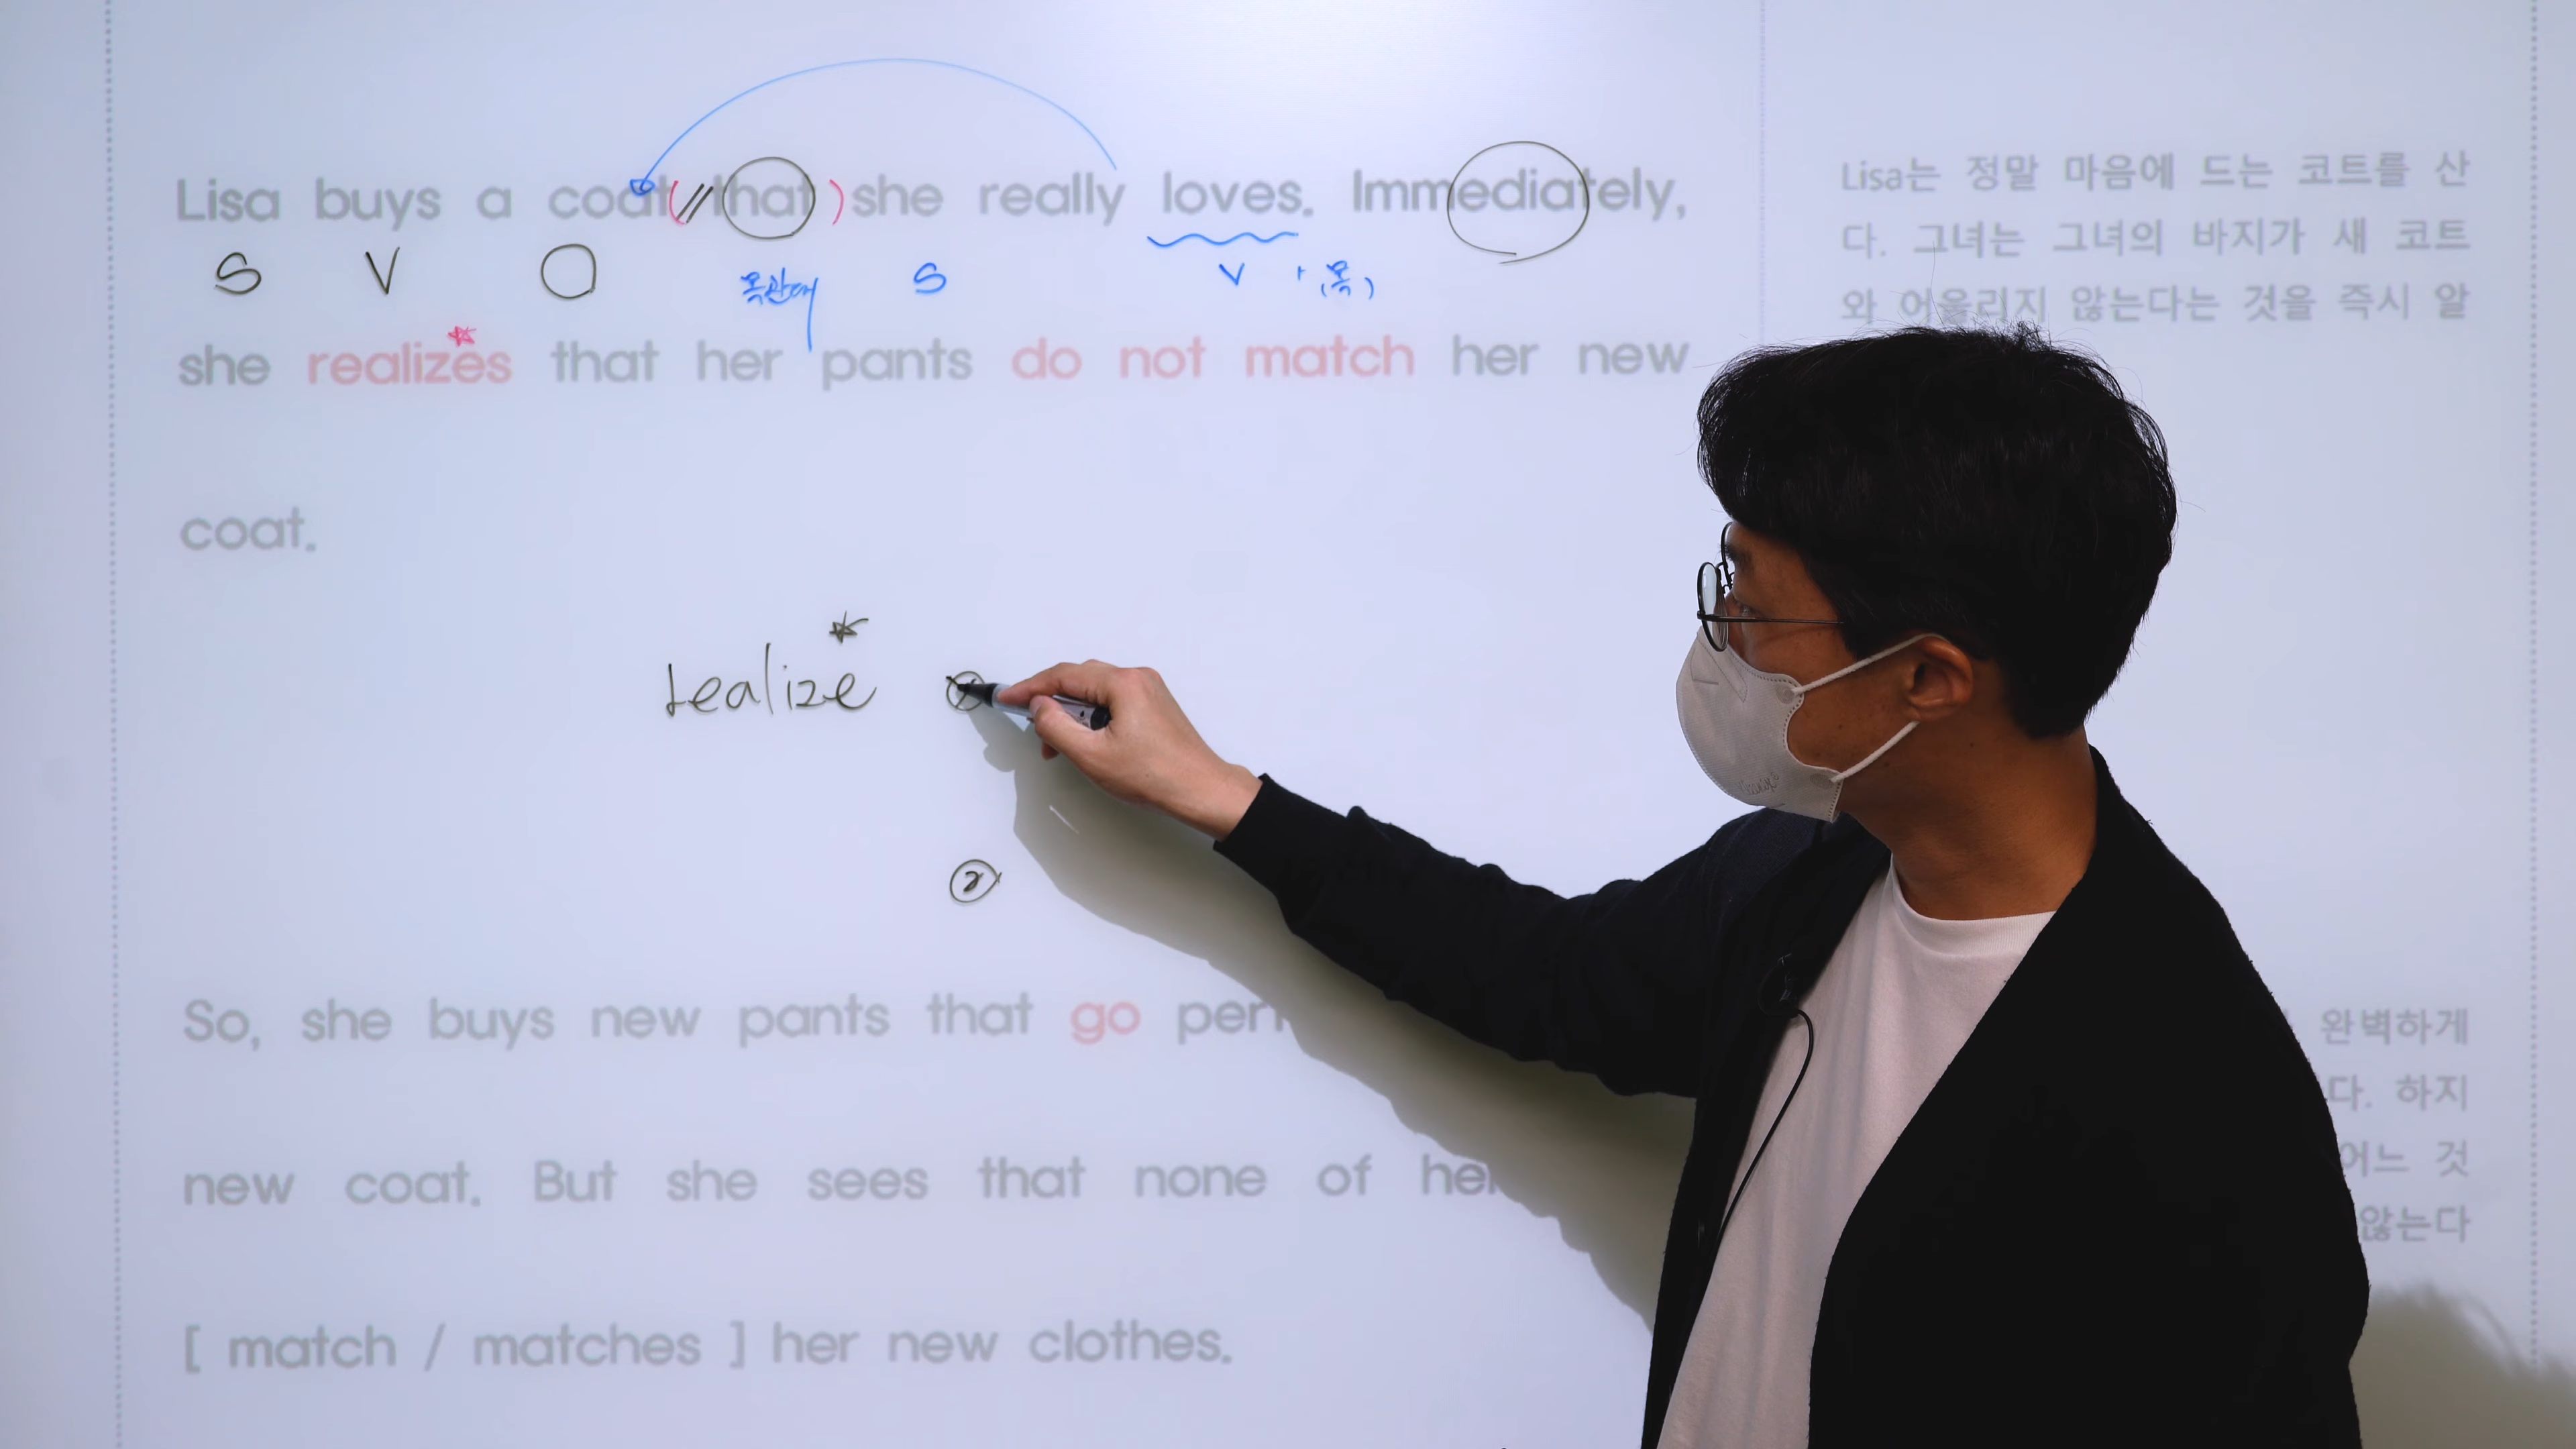 Lisa buys a coat that she really loves. Immediately,
S V O 목관대 S V (목)
she realizes that her pants do not match her new
coat.
realize
②
So, she buys new pants that go
new coat. But she sees that none of
[ match / matches ] her new clothes.
Lisa는 정말 마음에 드는 코트를 산
다. 그녀는 그녀의 바지가 새 코트
와 어울리지 않는다는 것을 즉시 알
완벽하게
다. 하지
어느 것
않는다